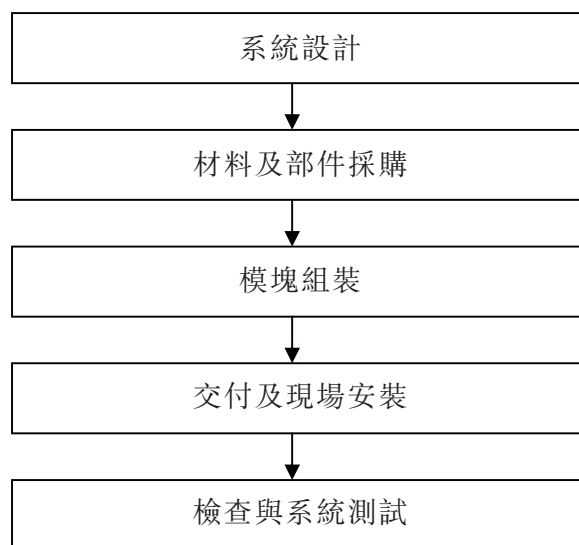 系統設計
材料及部件採購
模塊組裝
交付及現場安裝
檢查與系統測試